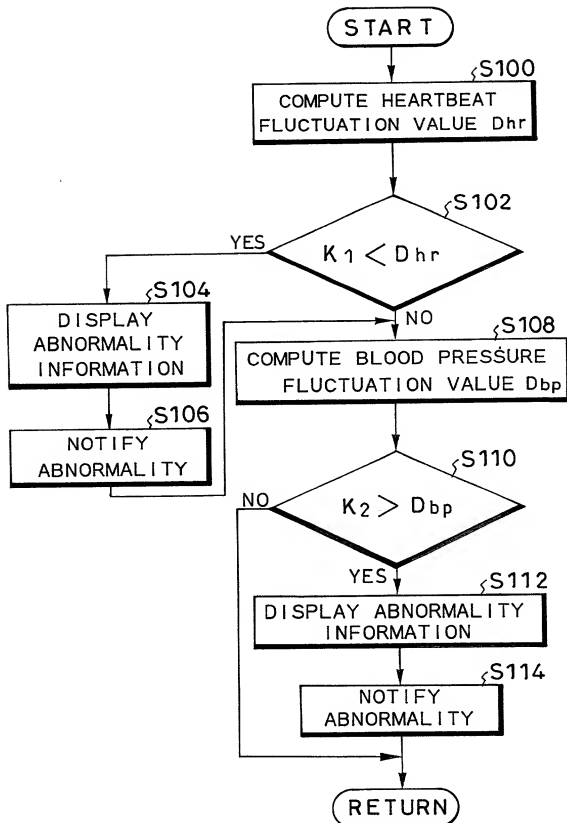 START
S100
COMPUTE HEARTBEAT
FLUCTUATION VALUE Dhr
S102
K1 < Dhr
YES
NO
S104
DISPLAY
ABNORMALITY
INFORMATION
S106
NOTIFY
ABNORMALITY
S108
COMPUTE BLOOD PRESSURE
FLUCTUATION VALUE Dbp
S110
K2 > Dbp
NO
YES
S112
DISPLAY ABNORMALITY
INFORMATION
S114
NOTIFY
ABNORMALITY
RETURN